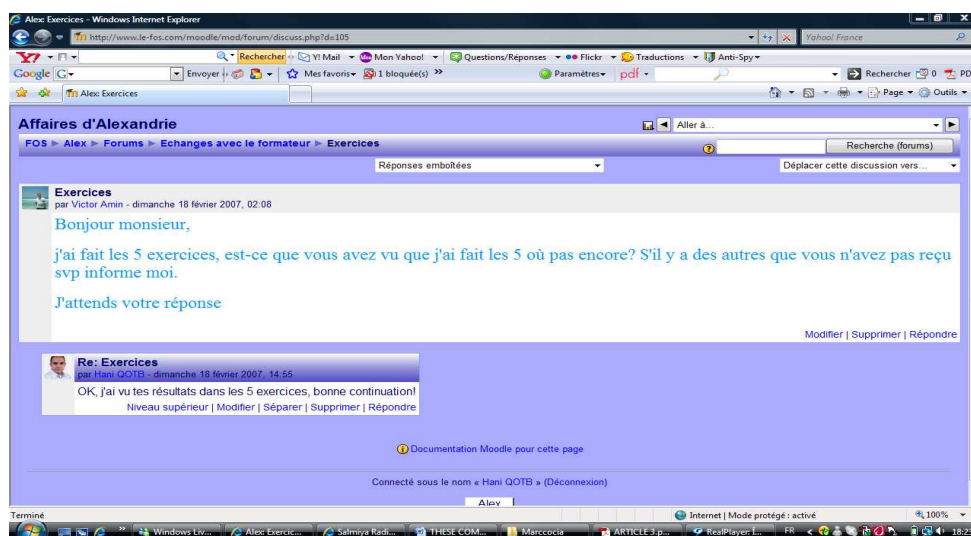 Alex: Exercices - Windows Internet Explorer
http://www.le-fos.com/moodle/mod/forum/discuss.php?d=105
Yahoo! France
Rechercher Y! Mail Mon Yahoo! Questions/Réponses Flickr Traductions Anti-Spy
Google G Envoyer Mes favoris 1 bloquée(s) Paramètres pdf Rechercher 0 PD
Alex: Exercices Page Outils
Affaires d'Alexandrie
Aller à...
FOS ► Alex ► Forums ► Echanges avec le formateur ► Exercices
Recherche (forums)
Réponses emboîtées
Déplacer cette discussion vers...
Exercices
par Victor Amin - dimanche 18 février 2007, 02:08
Bonjour monsieur,
j'ai fait les 5 exercices, est-ce que vous avez vu que j'ai fait les 5 où pas encore? S'il y a des autres que vous n'avez pas reçu
svp informe moi.
J'attends votre réponse
Modifier | Supprimer | Répondre
Re: Exercices
par Hani QOTB - dimanche 18 février 2007, 14:55
OK, j'ai vu tes résultats dans les 5 exercices, bonne continuation!
Niveau supérieur | Modifier | Séparer | Supprimer | Répondre
Documentation Moodle pour cette page
Connecté sous le nom « Hani QOTB » (Déconnexion)
Alex
Terminé
Internet | Mode protégé : activé
100%
Windows Liv... Alex: Exercic... Salmiya Radi... THESE COM... Marccocia ARTICLE 3.p... RealPlayer: I... FR 18:23